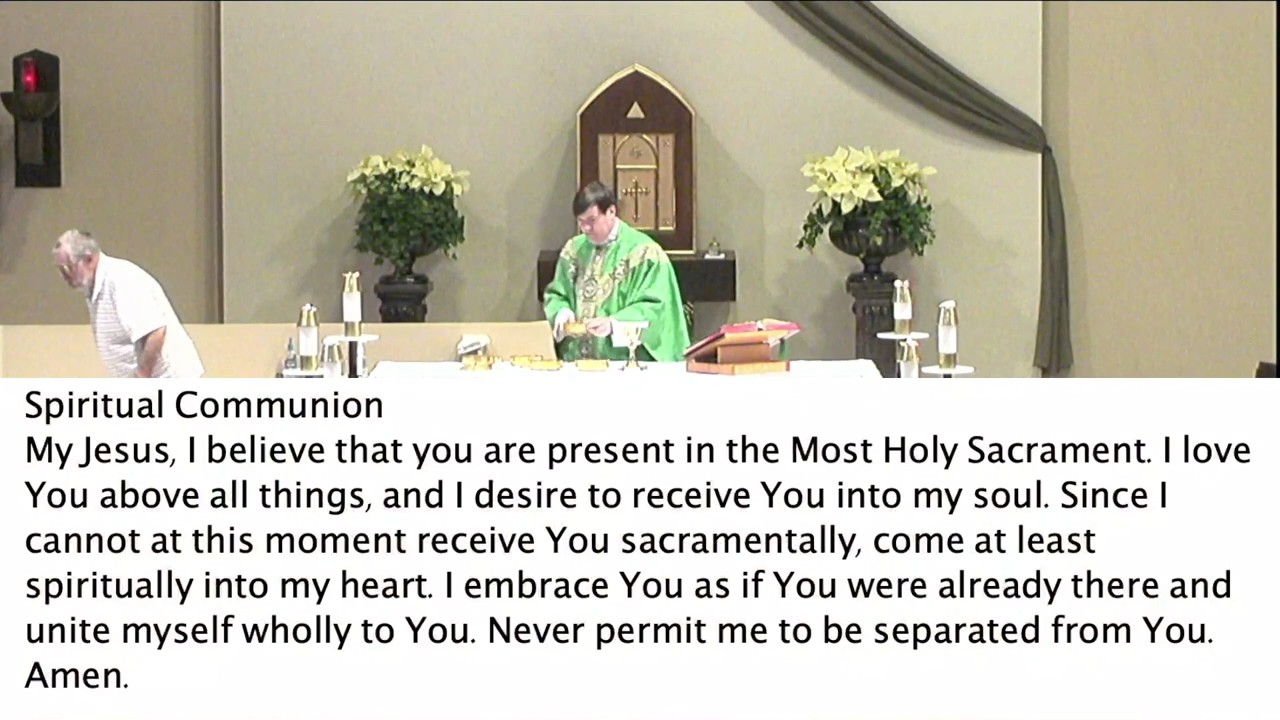 Spiritual Communion
My Jesus, I believe that you are present in the Most Holy Sacrament. I love
You above all things, and I desire to receive You into my soul. Since I
cannot at this moment receive You sacramentally, come at least
spiritually into my heart. I embrace You as if You were already there and
unite myself wholly to You. Never permit me to be separated from You.
Amen.